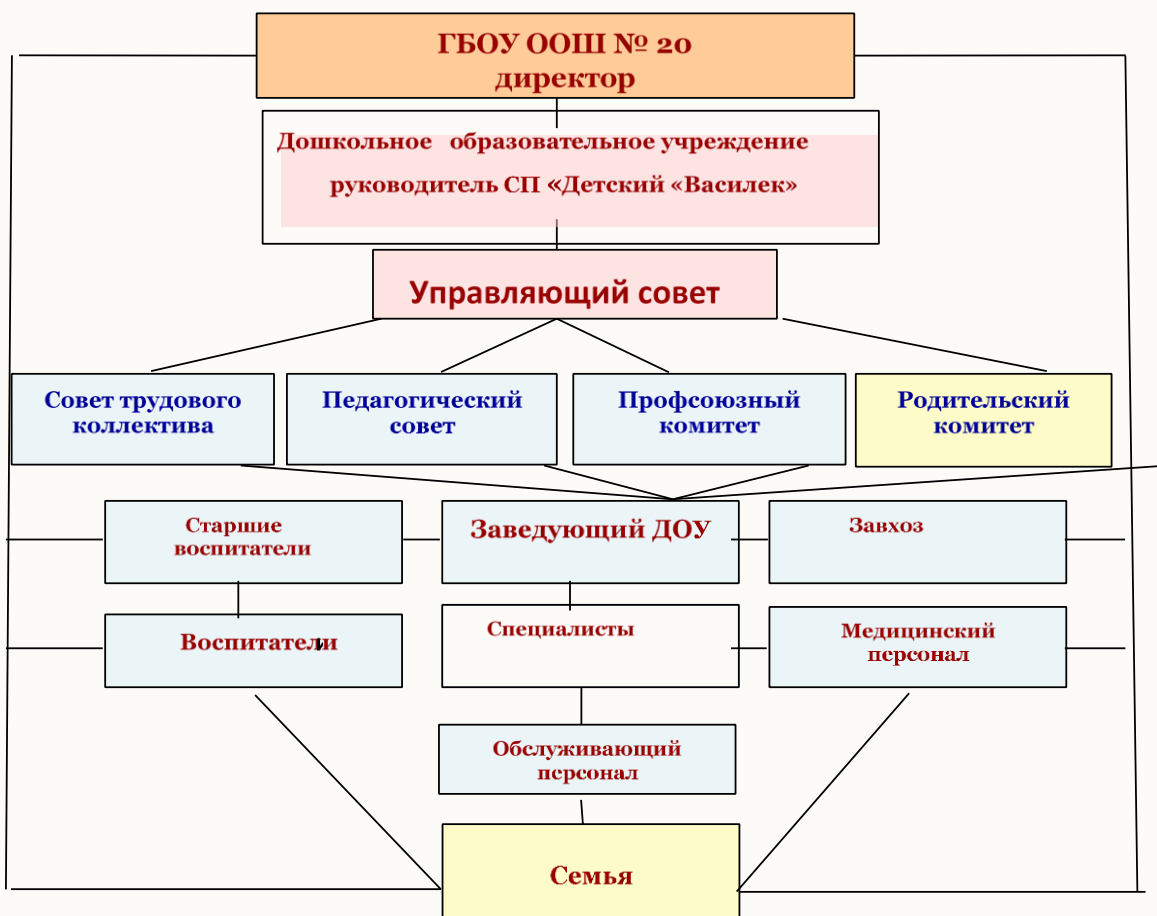 ГБОУ ООШ № 20
директор
Дошкольное образовательное учреждение
руководитель СП «Детский «Василек»
Управляющий совет
Совет трудового
коллектива
Педагогический
совет
Профсоюзный
комитет
Родительский
комитет
Старшие
воспитатели
Заведующий ДОУ
Завхоз
Воспитатели
Специалисты
Медицинский
персонал
Обслуживающий
персонал
Семья